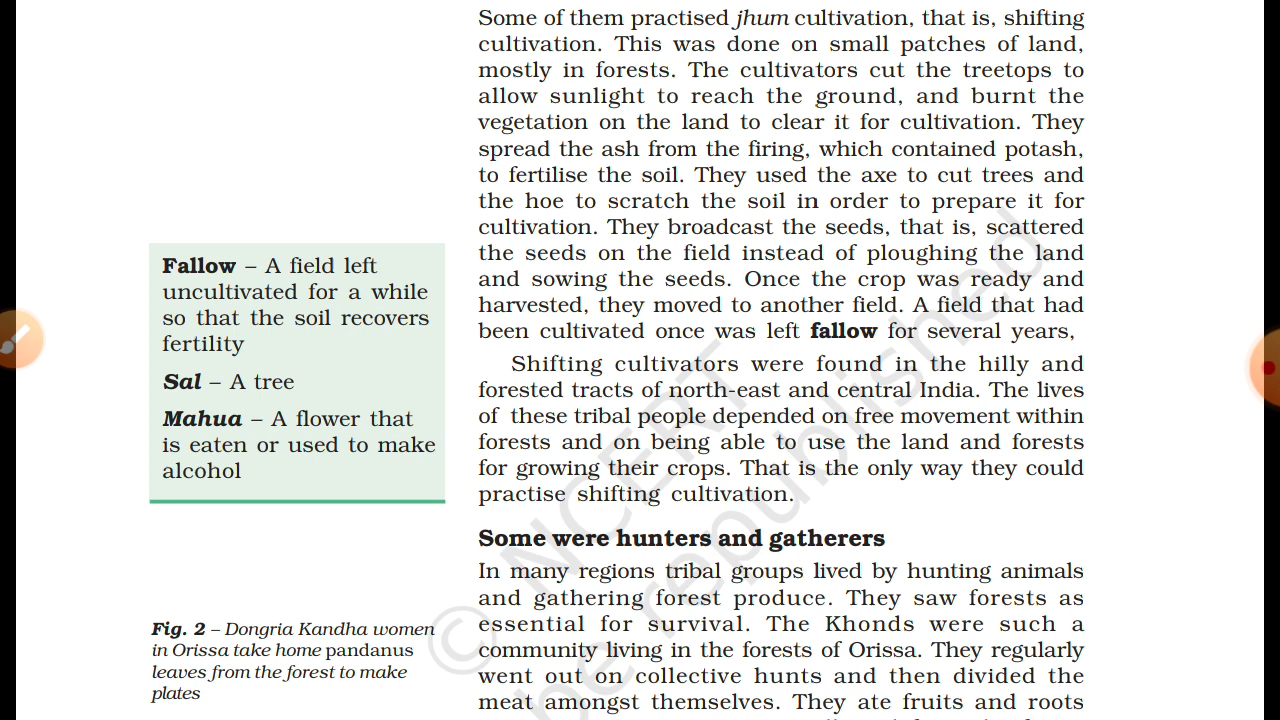 Some of them practised jhum cultivation, that is, shifting
cultivation. This was done on small patches of land,
mostly in forests. The cultivators cut the treetops to
allow sunlight to reach the ground, and burnt the
vegetation on the land to clear it for cultivation. They
spread the ash from the firing, which contained potash,
to fertilise the soil. They used the axe to cut trees and
the hoe to scratch the soil in order to prepare it for
cultivation. They broadcast the seeds, that is, scattered
the seeds on the field instead of ploughing the land
and sowing the seeds. Once the crop was ready and
harvested, they moved to another field. A field that had
been cultivated once was left fallow for several years,
Shifting cultivators were found in the hilly and
forested tracts of north-east and central India. The lives
of these tribal people depended on free movement within
forests and on being able to use the land and forests
for growing their crops. That is the only way they could
practise shifting cultivation.
Some were hunters and gatherers
In many regions tribal groups lived by hunting animals
and gathering forest produce. They saw forests as
essential for survival. The Khonds were such a
community living in the forests of Orissa. They regularly
went out on collective hunts and then divided the
meat amongst themselves. They ate fruits and roots
Fallow – A field left
uncultivated for a while
so that the soil recovers
fertility
Sal – A tree
Mahua – A flower that
is eaten or used to make
alcohol
Fig. 2 – Dongria Kandha women
in Orissa take home pandanus
leaves from the forest to make
plates
© NCERT
be republished